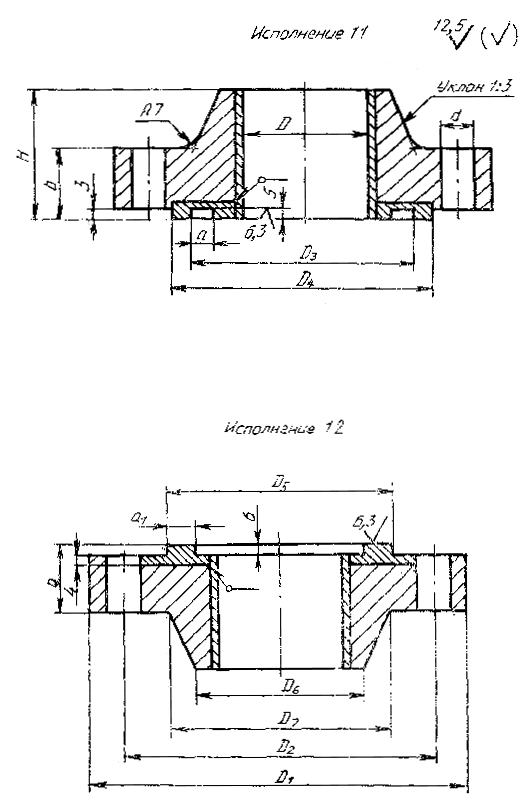 Исполнение 11
12,5 (√)
R7
Уклон 1:3
D
d
H
b
3
5
a
6,3
D3
D4
Исполнение 12
D5
a1
6
6,3
b
4
D6
D7
D2
D1